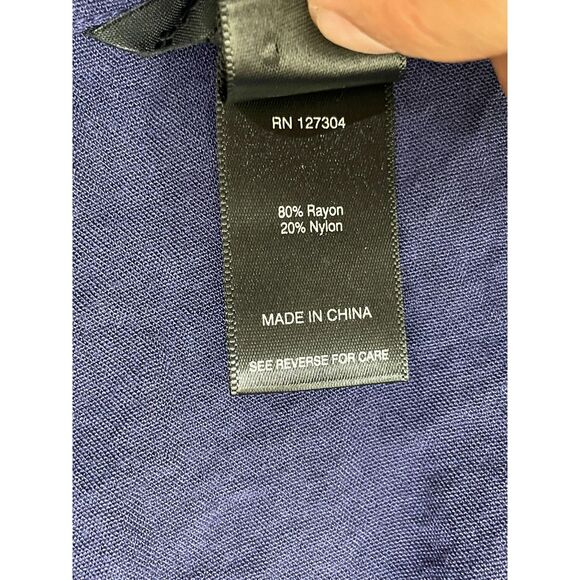 RN 127304
80% Rayon
20% Nylon
MADE IN CHINA
SEE REVERSE FOR CARE